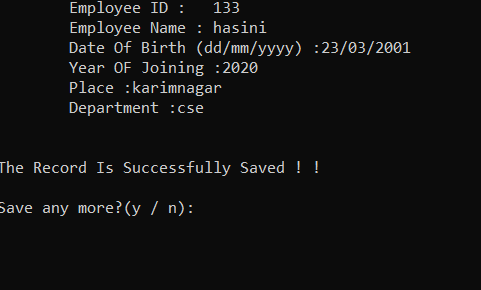 Employee ID :   133
Employee Name : hasini
Date Of Birth (dd/mm/yyyy) :23/03/2001
Year OF Joining :2020
Place :karimnagar
Department :cse
The Record Is Successfully Saved ! !
Save any more?(y / n):